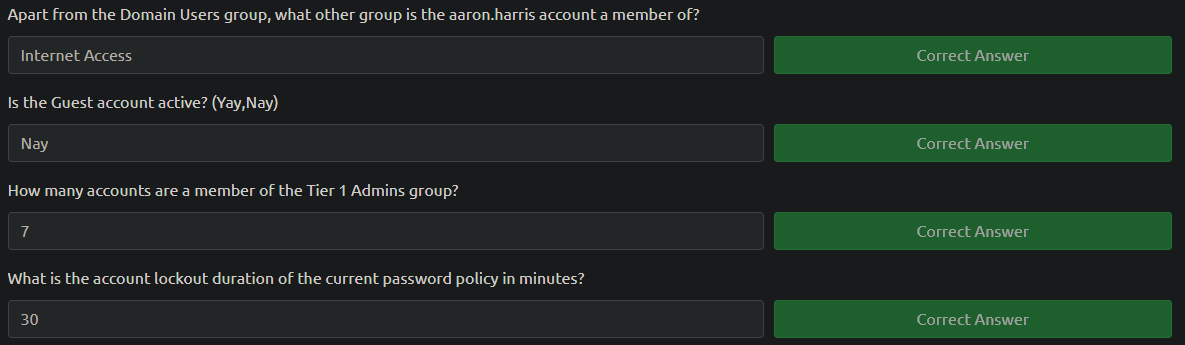 Apart from the Domain Users group, what other group is the aaron.harris account a member of?
Internet Access Correct Answer
Is the Guest account active? (Yay,Nay)
Nay Correct Answer
How many accounts are a member of the Tier 1 Admins group?
7 Correct Answer
What is the account lockout duration of the current password policy in minutes?
30 Correct Answer